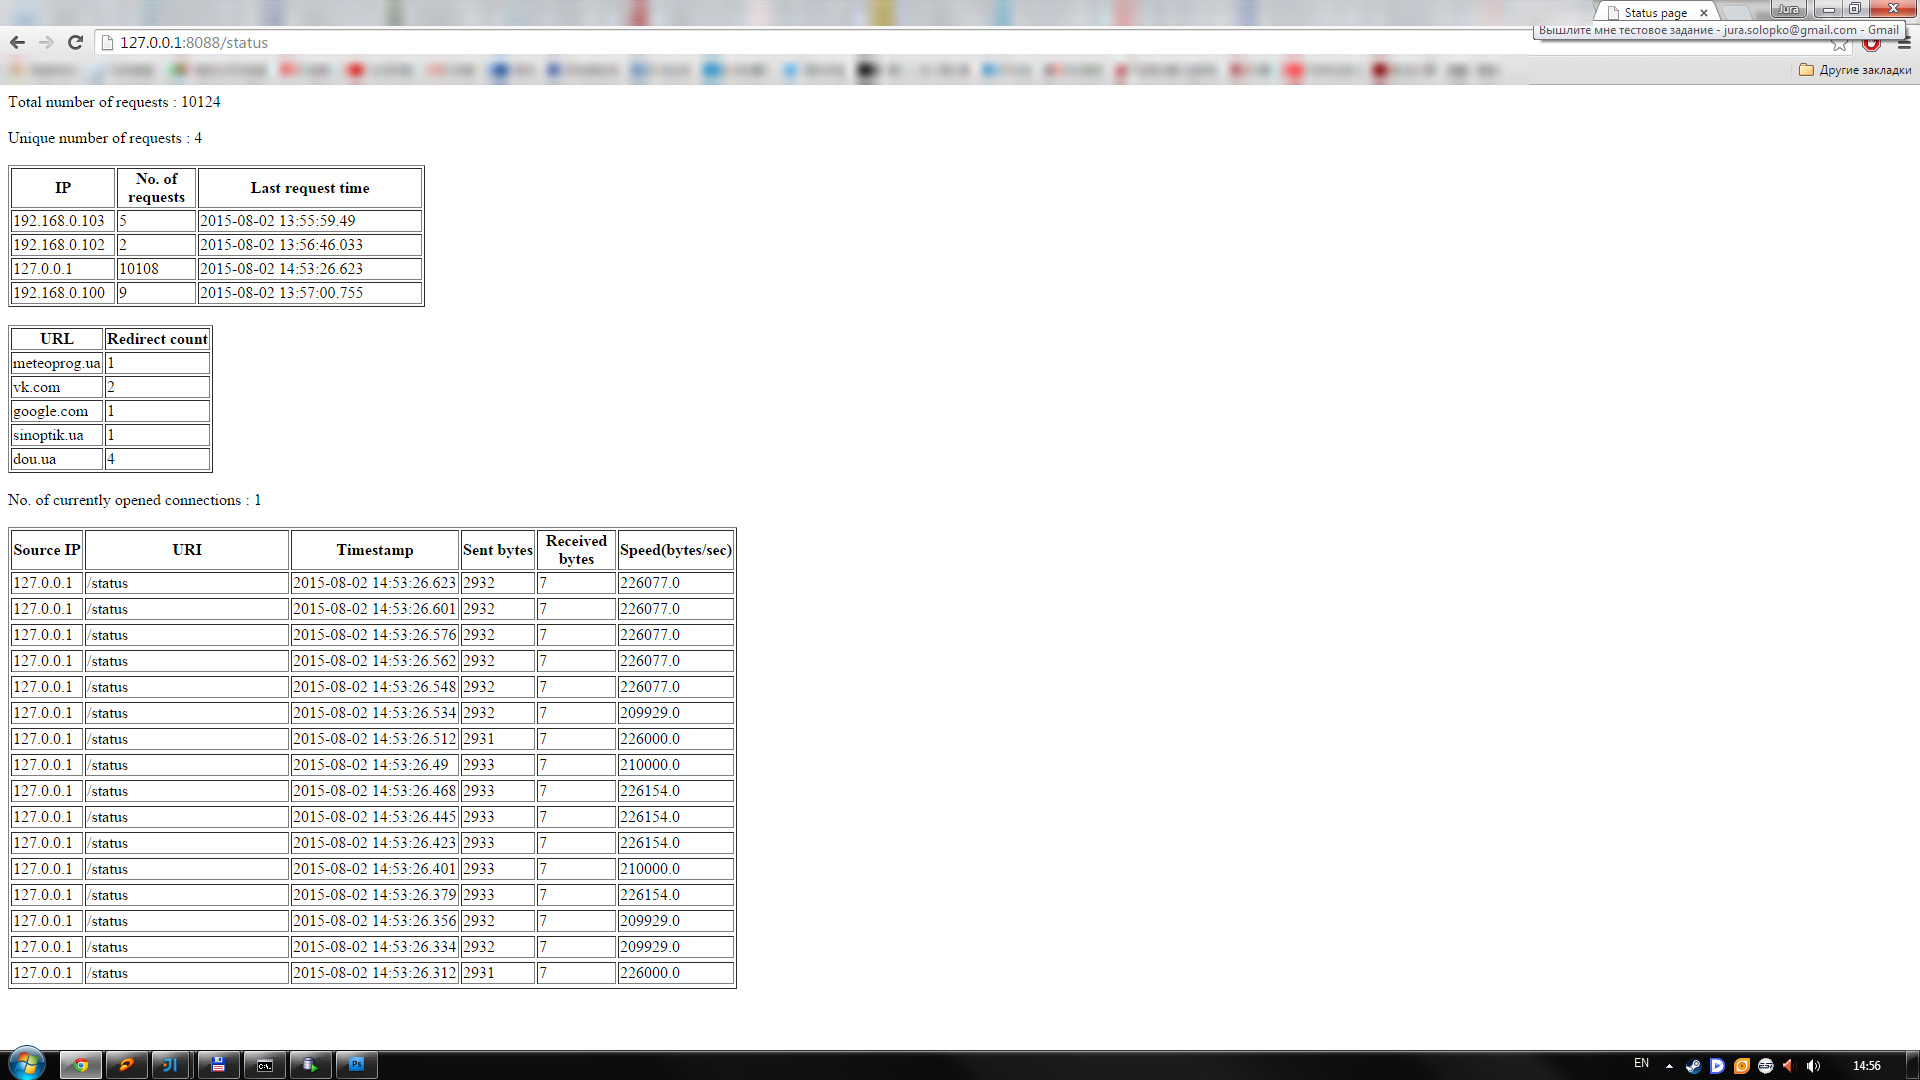 Status page
Jura
127.0.0.1:8088/status
Вышлите мне тестовое задание - jura.solopko@gmail.com - Gmail
Другие закладки
Total number of requests : 10124
Unique number of requests : 4
IP No. of requests Last request time
192.168.0.103 5 2015-08-02 13:55:59.49
192.168.0.102 2 2015-08-02 13:56:46.033
127.0.0.1 10108 2015-08-02 14:53:26.623
192.168.0.100 9 2015-08-02 13:57:00.755
URL Redirect count
meteoprog.ua 1
vk.com 2
google.com 1
sinoptik.ua 1
dou.ua 4
No. of currently opened connections : 1
Source IP URI Timestamp Sent bytes Received bytes Speed(bytes/sec)
127.0.0.1 /status 2015-08-02 14:53:26.623 2932 7 226077.0
127.0.0.1 /status 2015-08-02 14:53:26.601 2932 7 226077.0
127.0.0.1 /status 2015-08-02 14:53:26.576 2932 7 226077.0
127.0.0.1 /status 2015-08-02 14:53:26.562 2932 7 226077.0
127.0.0.1 /status 2015-08-02 14:53:26.548 2932 7 226077.0
127.0.0.1 /status 2015-08-02 14:53:26.534 2932 7 209929.0
127.0.0.1 /status 2015-08-02 14:53:26.512 2931 7 226000.0
127.0.0.1 /status 2015-08-02 14:53:26.49 2933 7 210000.0
127.0.0.1 /status 2015-08-02 14:53:26.468 2933 7 226154.0
127.0.0.1 /status 2015-08-02 14:53:26.445 2933 7 226154.0
127.0.0.1 /status 2015-08-02 14:53:26.423 2933 7 226154.0
127.0.0.1 /status 2015-08-02 14:53:26.401 2933 7 210000.0
127.0.0.1 /status 2015-08-02 14:53:26.379 2933 7 226154.0
127.0.0.1 /status 2015-08-02 14:53:26.356 2932 7 209929.0
127.0.0.1 /status 2015-08-02 14:53:26.334 2932 7 209929.0
127.0.0.1 /status 2015-08-02 14:53:26.312 2931 7 226000.0
EN
14:56